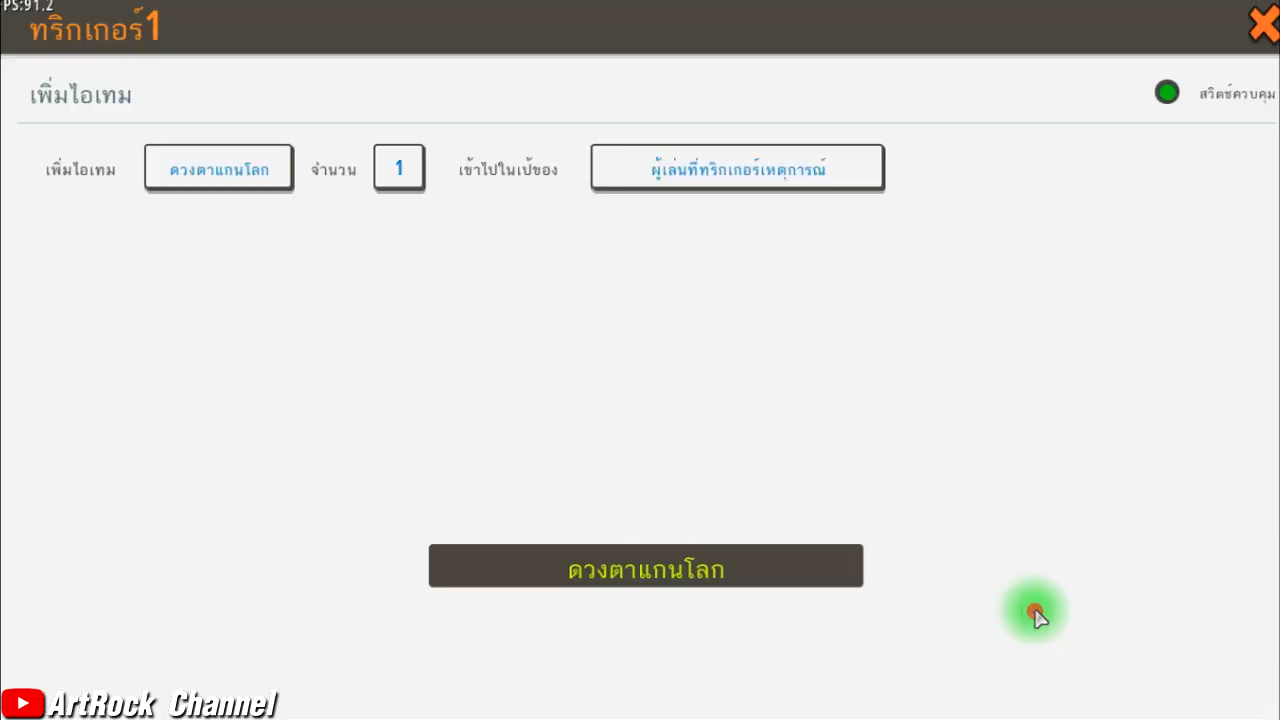 PS:91.2
ทริกเกอร์1
เพิ่มไอเทม
สวิตช์ควบคุม
เพิ่มไอเทม ดวงตาแกนโลก จำนวน 1 เข้าไปในเป้ของ ผู้เล่นที่ทริกเกอร์เหตุการณ์
ดวงตาแกนโลก
ArtRock Channel